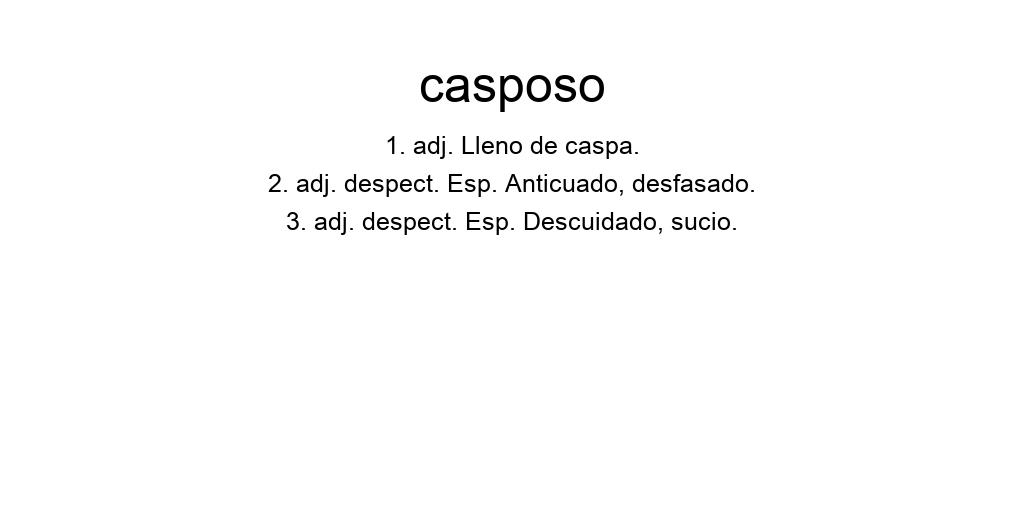 casposo
1. adj. Lleno de caspa.
2. adj. despect. Esp. Anticuado, desfasado.
3. adj. despect. Esp. Descuidado, sucio.